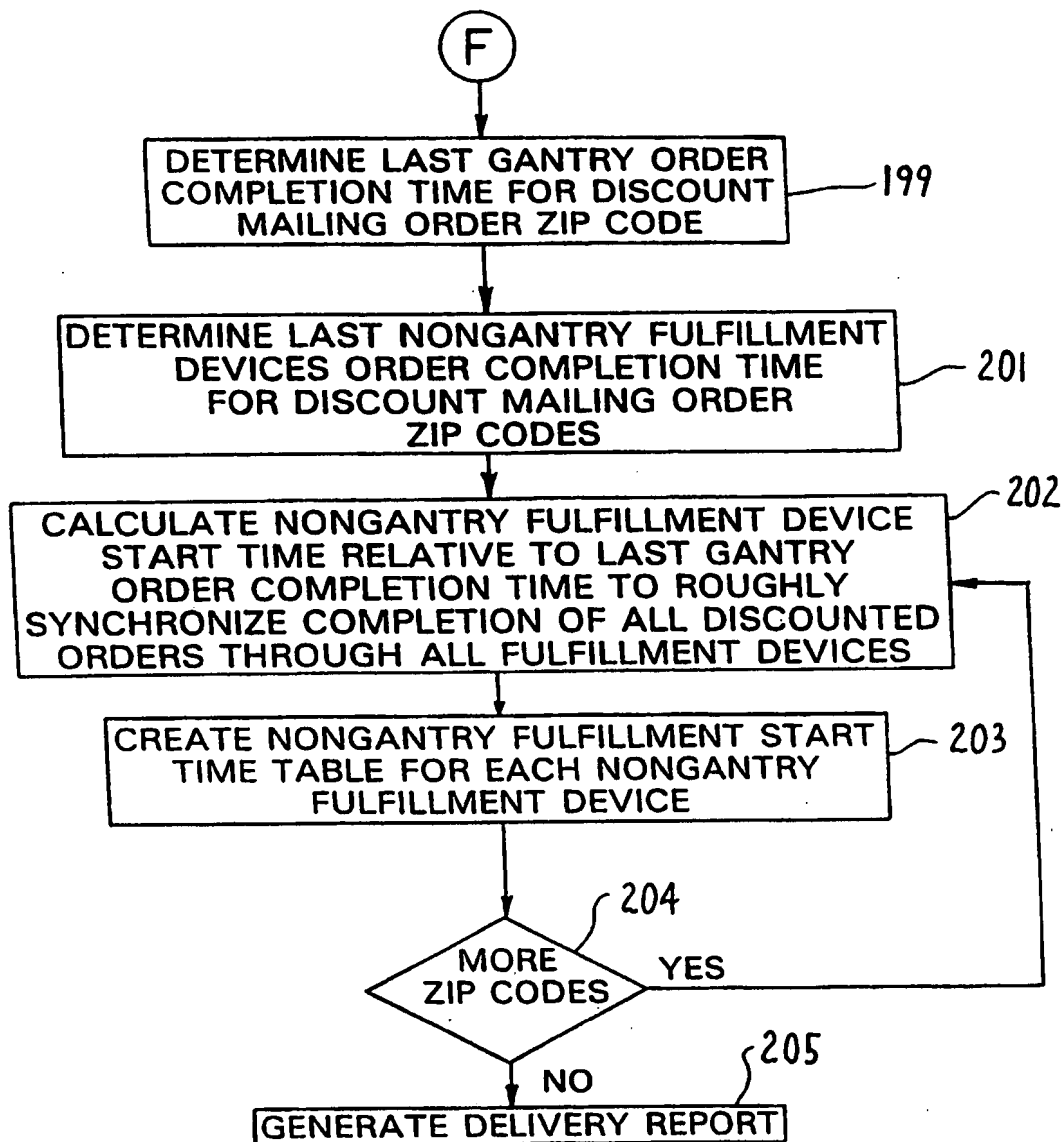 F
DETERMINE LAST GANTRY ORDER
COMPLETION TIME FOR DISCOUNT
MAILING ORDER ZIP CODE
199
DETERMINE LAST NONGANTRY FULFILLMENT
DEVICES ORDER COMPLETION TIME
FOR DISCOUNT MAILING ORDER
ZIP CODES
201
202
CALCULATE NONGANTRY FULFILLMENT DEVICE
START TIME RELATIVE TO LAST GANTRY
ORDER COMPLETION TIME TO ROUGHLY
SYNCHRONIZE COMPLETION OF ALL DISCOUNTED
ORDERS THROUGH ALL FULFILLMENT DEVICES
CREATE NONGANTRY FULFILLMENT START
TIME TABLE FOR EACH NONGANTRY
FULFILLMENT DEVICE
203
204
MORE
ZIP CODES
YES
NO
205
GENERATE DELIVERY REPORT